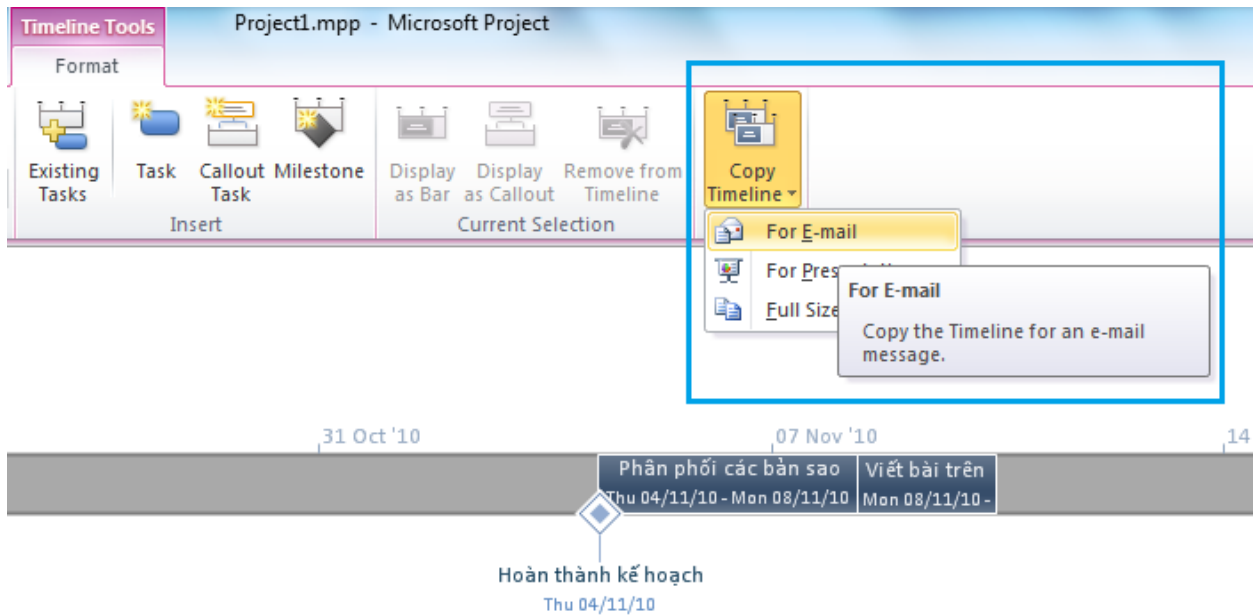 Timeline Tools
Project1.mpp - Microsoft Project
Format
Existing Tasks
Task
Callout Task
Milestone
Display as Bar
Display as Callout
Remove from Timeline
Copy Timeline
Insert
Current Selection
For E-mail
For
Full Size
For E-mail
Copy the Timeline for an e-mail
message.
31 Oct '10
07 Nov '10
14
Phân phối các bản sao
Thu 04/11/10 - Mon 08/11/10
Viết bài trên
Mon 08/11/10 -
Hoàn thành kế hoạch
Thu 04/11/10